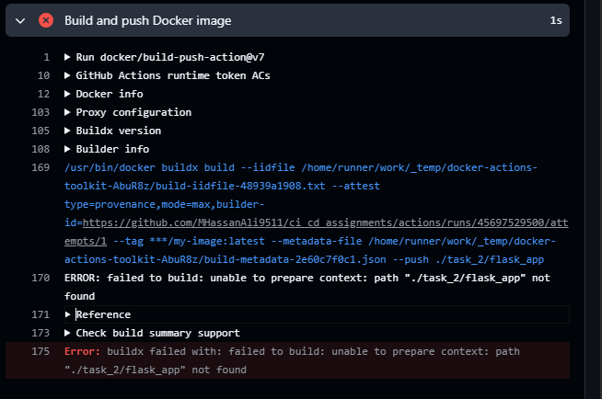 Build and push Docker image 1s
1 ▶ Run docker/build-push-action@v7
10 ▶ GitHub Actions runtime token ACs
12 ▶ Docker info
103 ▶ Proxy configuration
105 ▶ Buildx version
108 ▶ Builder info
169 /usr/bin/docker buildx build --iidfile /home/runner/work/_temp/docker-actions-
toolkit-AbuR8z/build-iidfile-48939a1908.txt --attest
type=provenance,mode=max,builder-
id=https://github.com/MHassanAli9511/ci_cd_assignments/actions/runs/45697529500/att
empts/1 --tag ***/my-image:latest --metadata-file /home/runner/work/_temp/docker-
actions-toolkit-AbuR8z/build-metadata-2e60c7f0c1.json --push ./task_2/flask_app
170 ERROR: failed to build: unable to prepare context: path "./task_2/flask_app" not
found
171 ▶ Reference
173 ▶ Check build summary support
175 Error: buildx failed with: failed to build: unable to prepare context: path
"./task_2/flask_app" not found